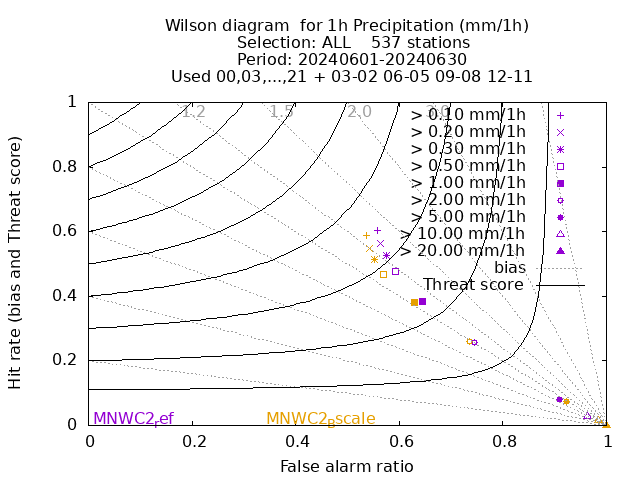 Wilson diagram  for 1h Precipitation (mm/1h)
Selection: ALL    537 stations
Period: 20240601-20240630
Used 00,03,...,21 + 03-02 06-05 09-08 12-11
Hit rate (bias and Threat score)
1
0.8
0.6
0.4
0.2
0
1.2
1.5
2.0
3.0
> 0.10 mm/1h
> 0.20 mm/1h
> 0.30 mm/1h
> 0.50 mm/1h
> 1.00 mm/1h
> 2.00 mm/1h
> 5.00 mm/1h
> 10.00 mm/1h
> 20.00 mm/1h
bias
Threat score
MNWC2ref
MNWC2Bscale
0
0.2
0.4
0.6
0.8
1
False alarm ratio